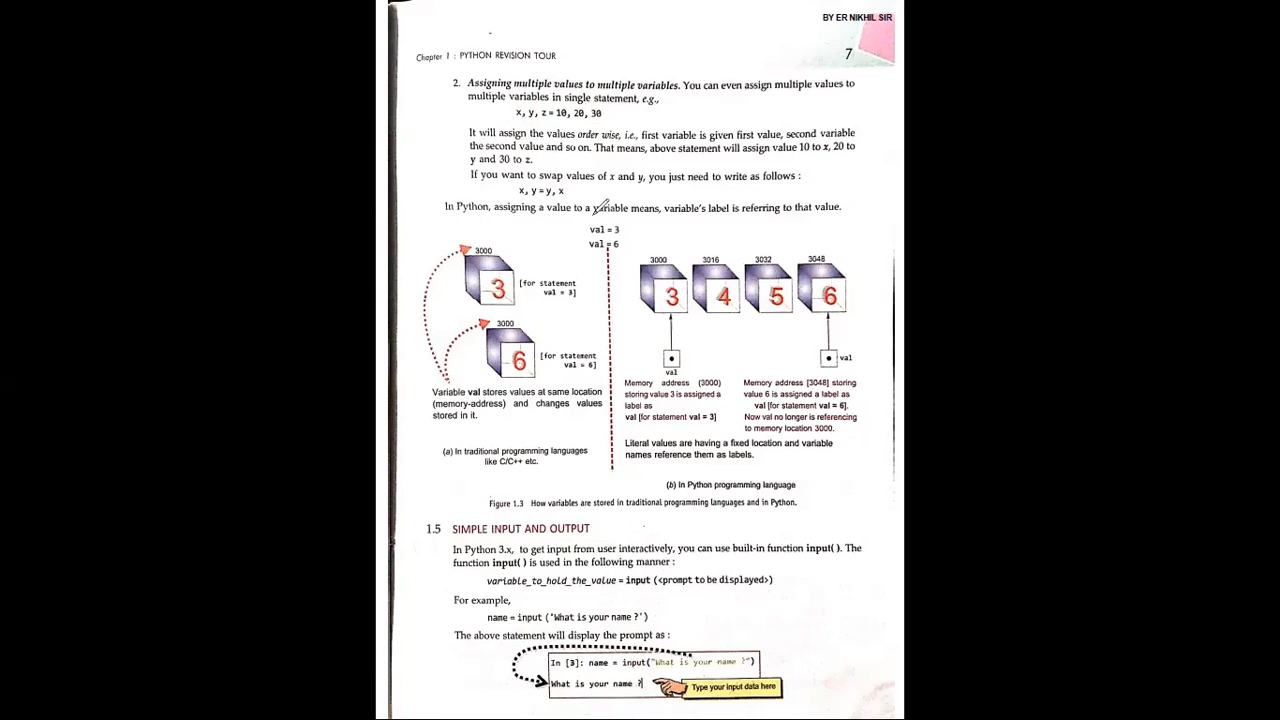 BY ER NIKHIL SIR
Chapter 1 : PYTHON REVISION TOUR
7
2. Assigning multiple values to multiple variables. You can even assign multiple values to
multiple variables in single statement, e.g.,
x, y, z = 10, 20, 30
It will assign the values order wise, i.e., first variable is given first value, second variable
the second value and so on. That means, above statement will assign value 10 to x, 20 to
y and 30 to z.
If you want to swap values of x and y, you just need to write as follows :
x, y = y, x
In Python, assigning a value to a variable means, variable's label is referring to that value.
val = 3
val = 6
3000
3
[for statement
val = 3]
3000
6
[for statement
val = 6]
Variable val stores values at same location
(memory-address) and changes values
stored in it.
(a) In traditional programming languages
like C/C++ etc.
3000 3016 3032 3048
3 4 5 6
val
val
Memory address (3000)
storing value 3 is assigned a
label as
val [for statement val = 3]
Memory address [3048] storing
value 6 is assigned a label as
val [for statement val = 6].
Now val no longer is referencing
to memory location 3000.
Literal values are having a fixed location and variable
names reference them as labels.
(b) In Python programming language
Figure 1.3 How variables are stored in traditional programming languages and in Python.
1.5 SIMPLE INPUT AND OUTPUT
In Python 3.x, to get input from user interactively, you can use built-in function input( ). The
function input( ) is used in the following manner :
variable_to_hold_the_value = input (<prompt to be displayed>)
For example,
name = input ('What is your name ?')
The above statement will display the prompt as :
In [3]: name = input("What is your name ?")
What is your name ?
Type your input data here